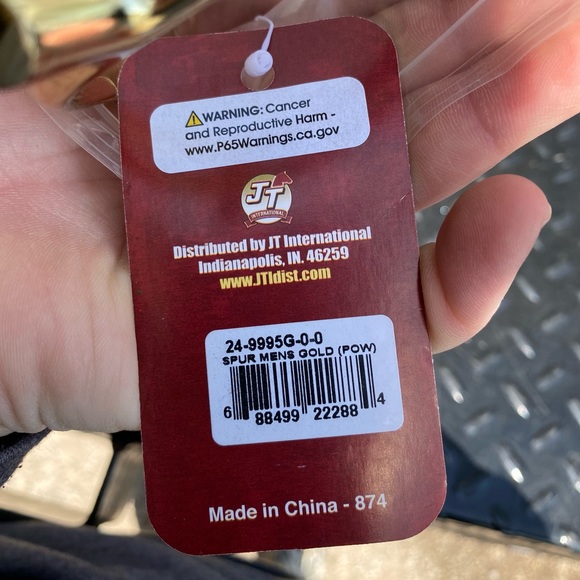 WARNING: Cancer
and Reproductive Harm -
www.P65Warnings.ca.gov
JT
INTERNATIONAL
Distributed by JT International
Indianapolis, IN. 46259
www.JTIdist.com
24-9995G-0-0
SPUR MENS GOLD (POW)
6 88499 22288 4
Made in China - 874